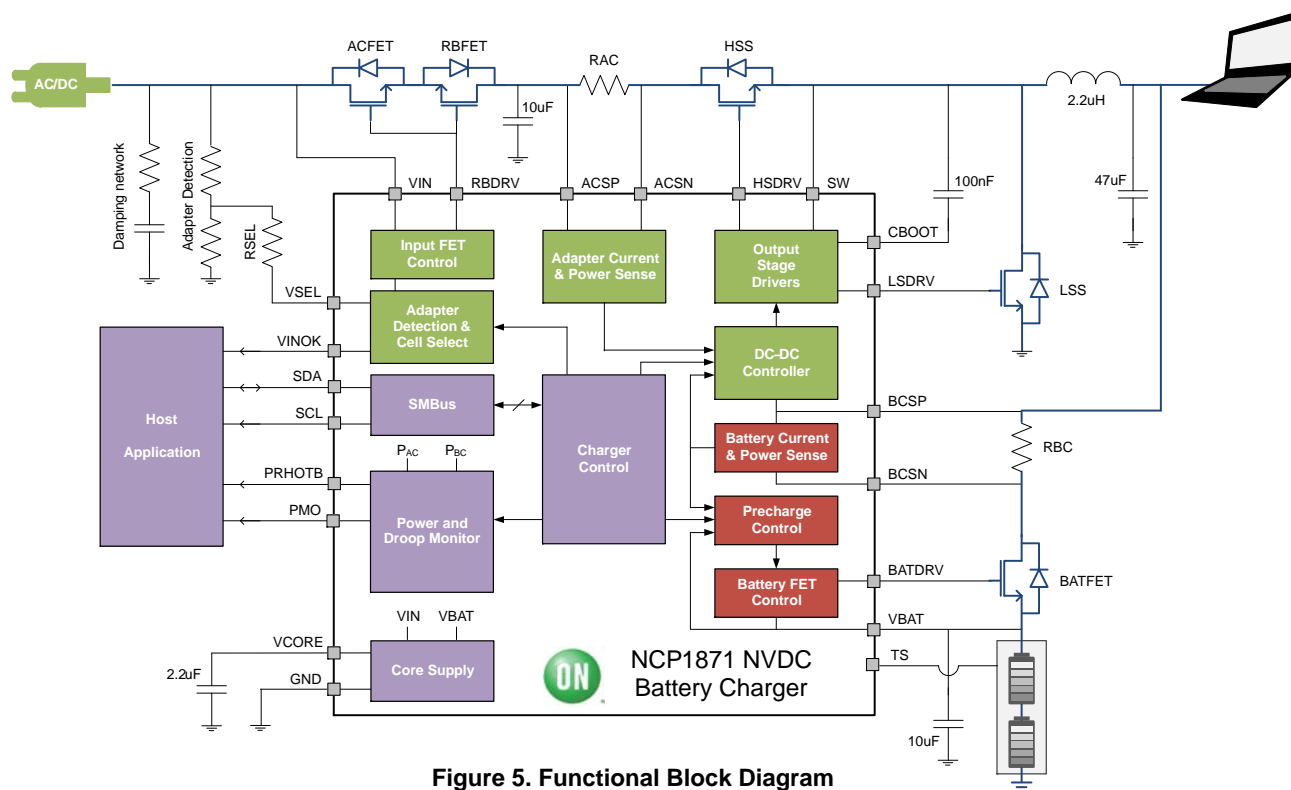 ACFET
RBFET
HSS
RAC
AC/DC
10uF
2.2uH
Damping network
Adapter Detection
RSEL
VIN
RBDRV
ACSP
ACSN
HSDRV
SW
100nF
47uF
CBOOT
Input FET
Control
Adapter Current
& Power Sense
Output
Stage
Drivers
LSDRV
LSS
VSEL
Adapter
Detection &
Cell Select
VINOK
DC-DC
Controller
SDA
SMBus
SCL
BCSP
Host
Application
Charger
Control
Battery Current
& Power Sense
RBC
PAC
PBC
BCSN
PRHOTB
Power and
Droop Monitor
PMO
Precharge
Control
Battery FET
Control
BATDRV
BATFET
VIN
VBAT
VBAT
VCORE
Core Supply
TS
2.2uF
GND
ON
NCP1871 NVDC
Battery Charger
10uF
Figure 5. Functional Block Diagram